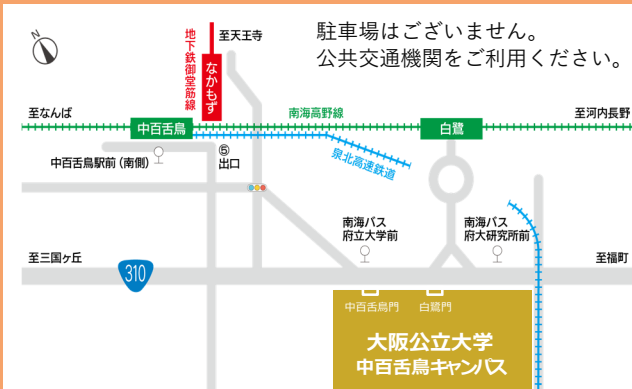 N
至天王寺
駐車場はございません。
公共交通機関をご利用ください。
地下鉄御堂筋線
なかもず
至なんば
南海高野線
至河内長野
中百舌鳥
白鷺
中百舌鳥駅前(南側)
⑤
出口
泉北高速鉄道
南海バス
府立大学前
南海バス
府大研究所前
至三国ヶ丘
310
至福町
中百舌鳥門
白鷺門
大阪公立大学
中百舌鳥キャンパス